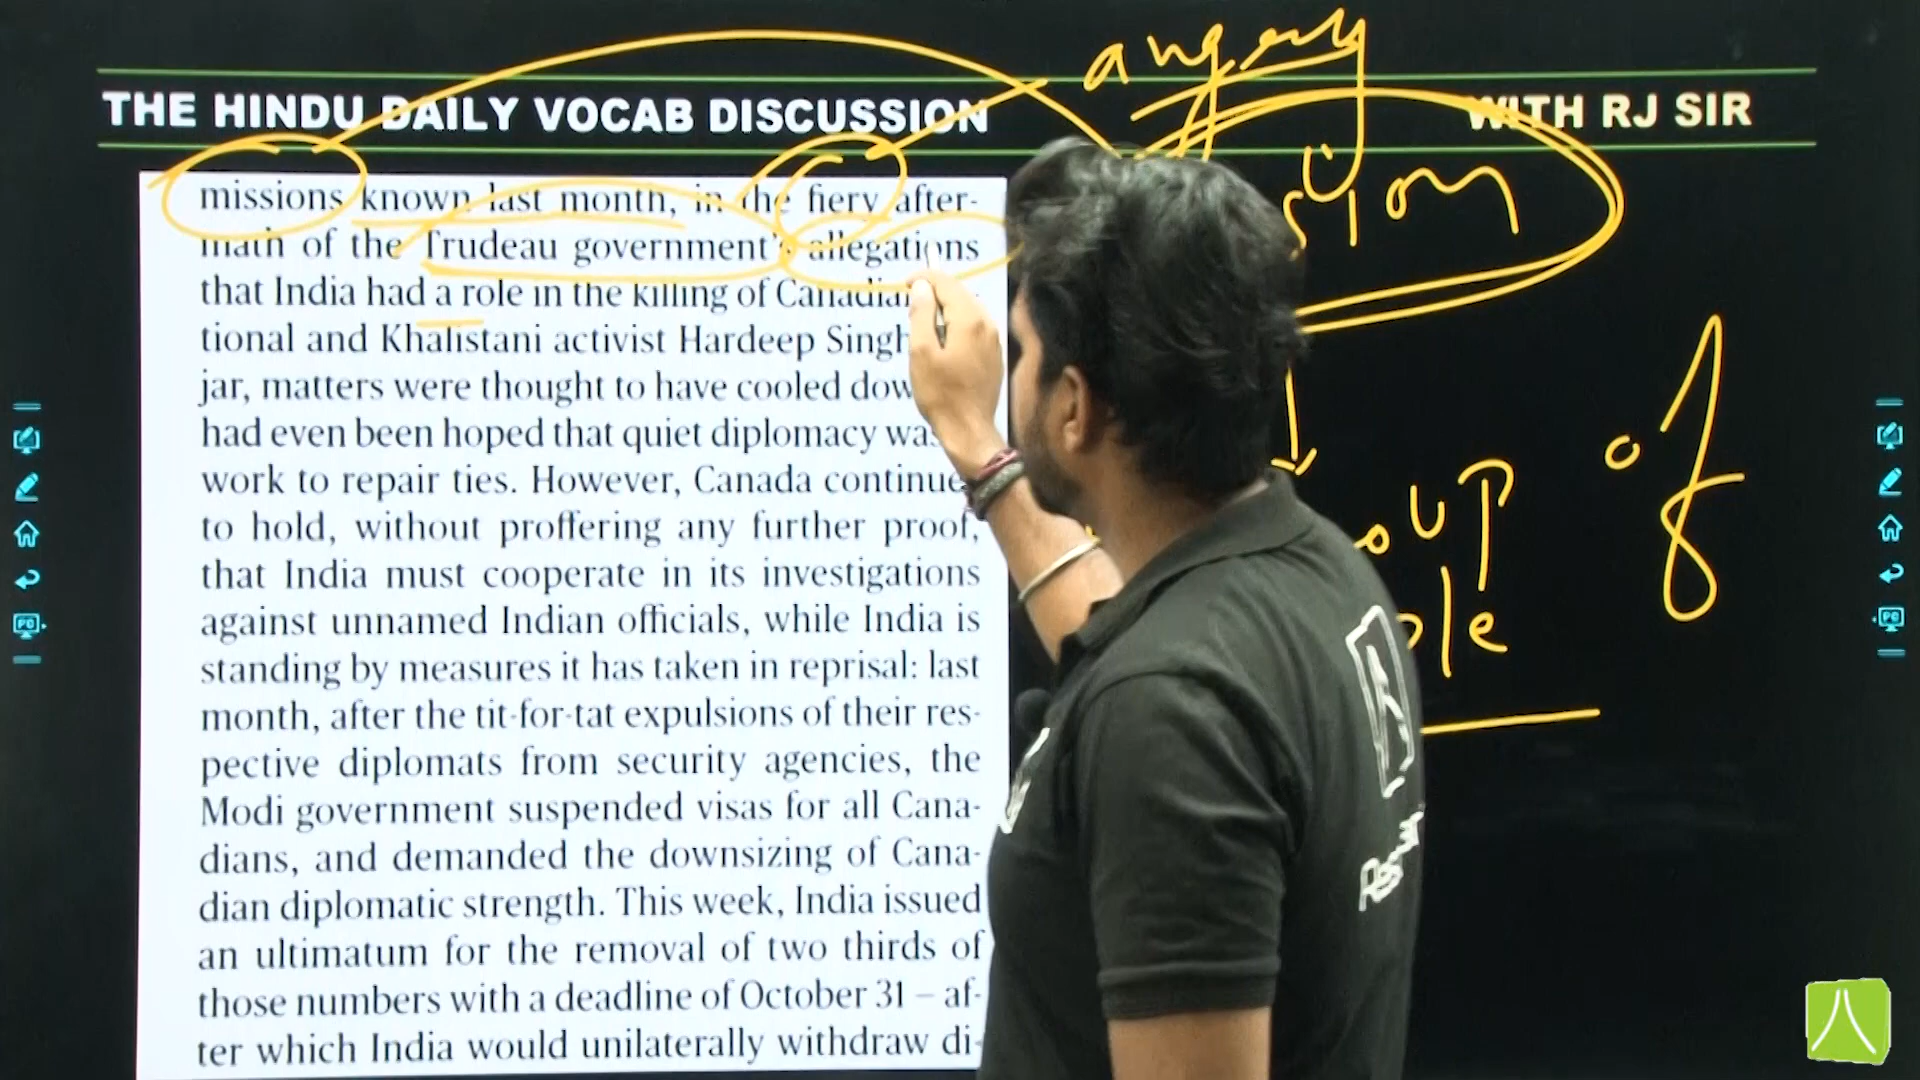 THE HINDU DAILY VOCAB DISCUSSION WITH RJ SIR
angery
missions known last month, in the fiery after-
math of the Trudeau government's allegations
that India had a role in the killing of Canadian
tional and Khalistani activist Hardeep Singh
jar, matters were thought to have cooled dow
had even been hoped that quiet diplomacy was
work to repair ties. However, Canada continue
to hold, without proffering any further proof,
that India must cooperate in its investigations
against unnamed Indian officials, while India is
standing by measures it has taken in reprisal: last
month, after the tit-for-tat expulsions of their res-
pective diplomats from security agencies, the
Modi government suspended visas for all Cana-
dians, and demanded the downsizing of Cana-
dian diplomatic strength. This week, India issued
an ultimatum for the removal of two thirds of
those numbers with a deadline of October 31 – af-
ter which India would unilaterally withdraw di-
ssion
oup of
ple
PC
PC